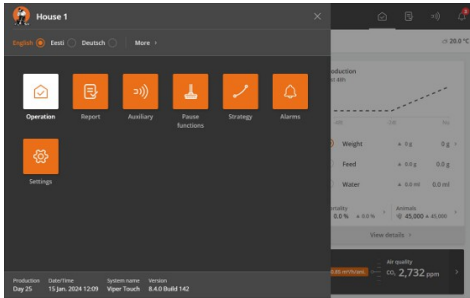 House 1
English Eesti Deutsch More
29.0 °C
Operation Report Auxiliary Pause functions Strategy Alarms
Settings
Weight 0 g 0 g
Feed 0.0 g 0.0 g
Water 0.0 ml 0.0 ml
0.0 % 0.0 %
Animals
45,000 45,000
View details
Air quality
CO₂ 2,732 ppm
Production Date/Time System name Version
Day 25 15 Jan. 2024 12:09 Viper Touch 8.4.0 Build 142